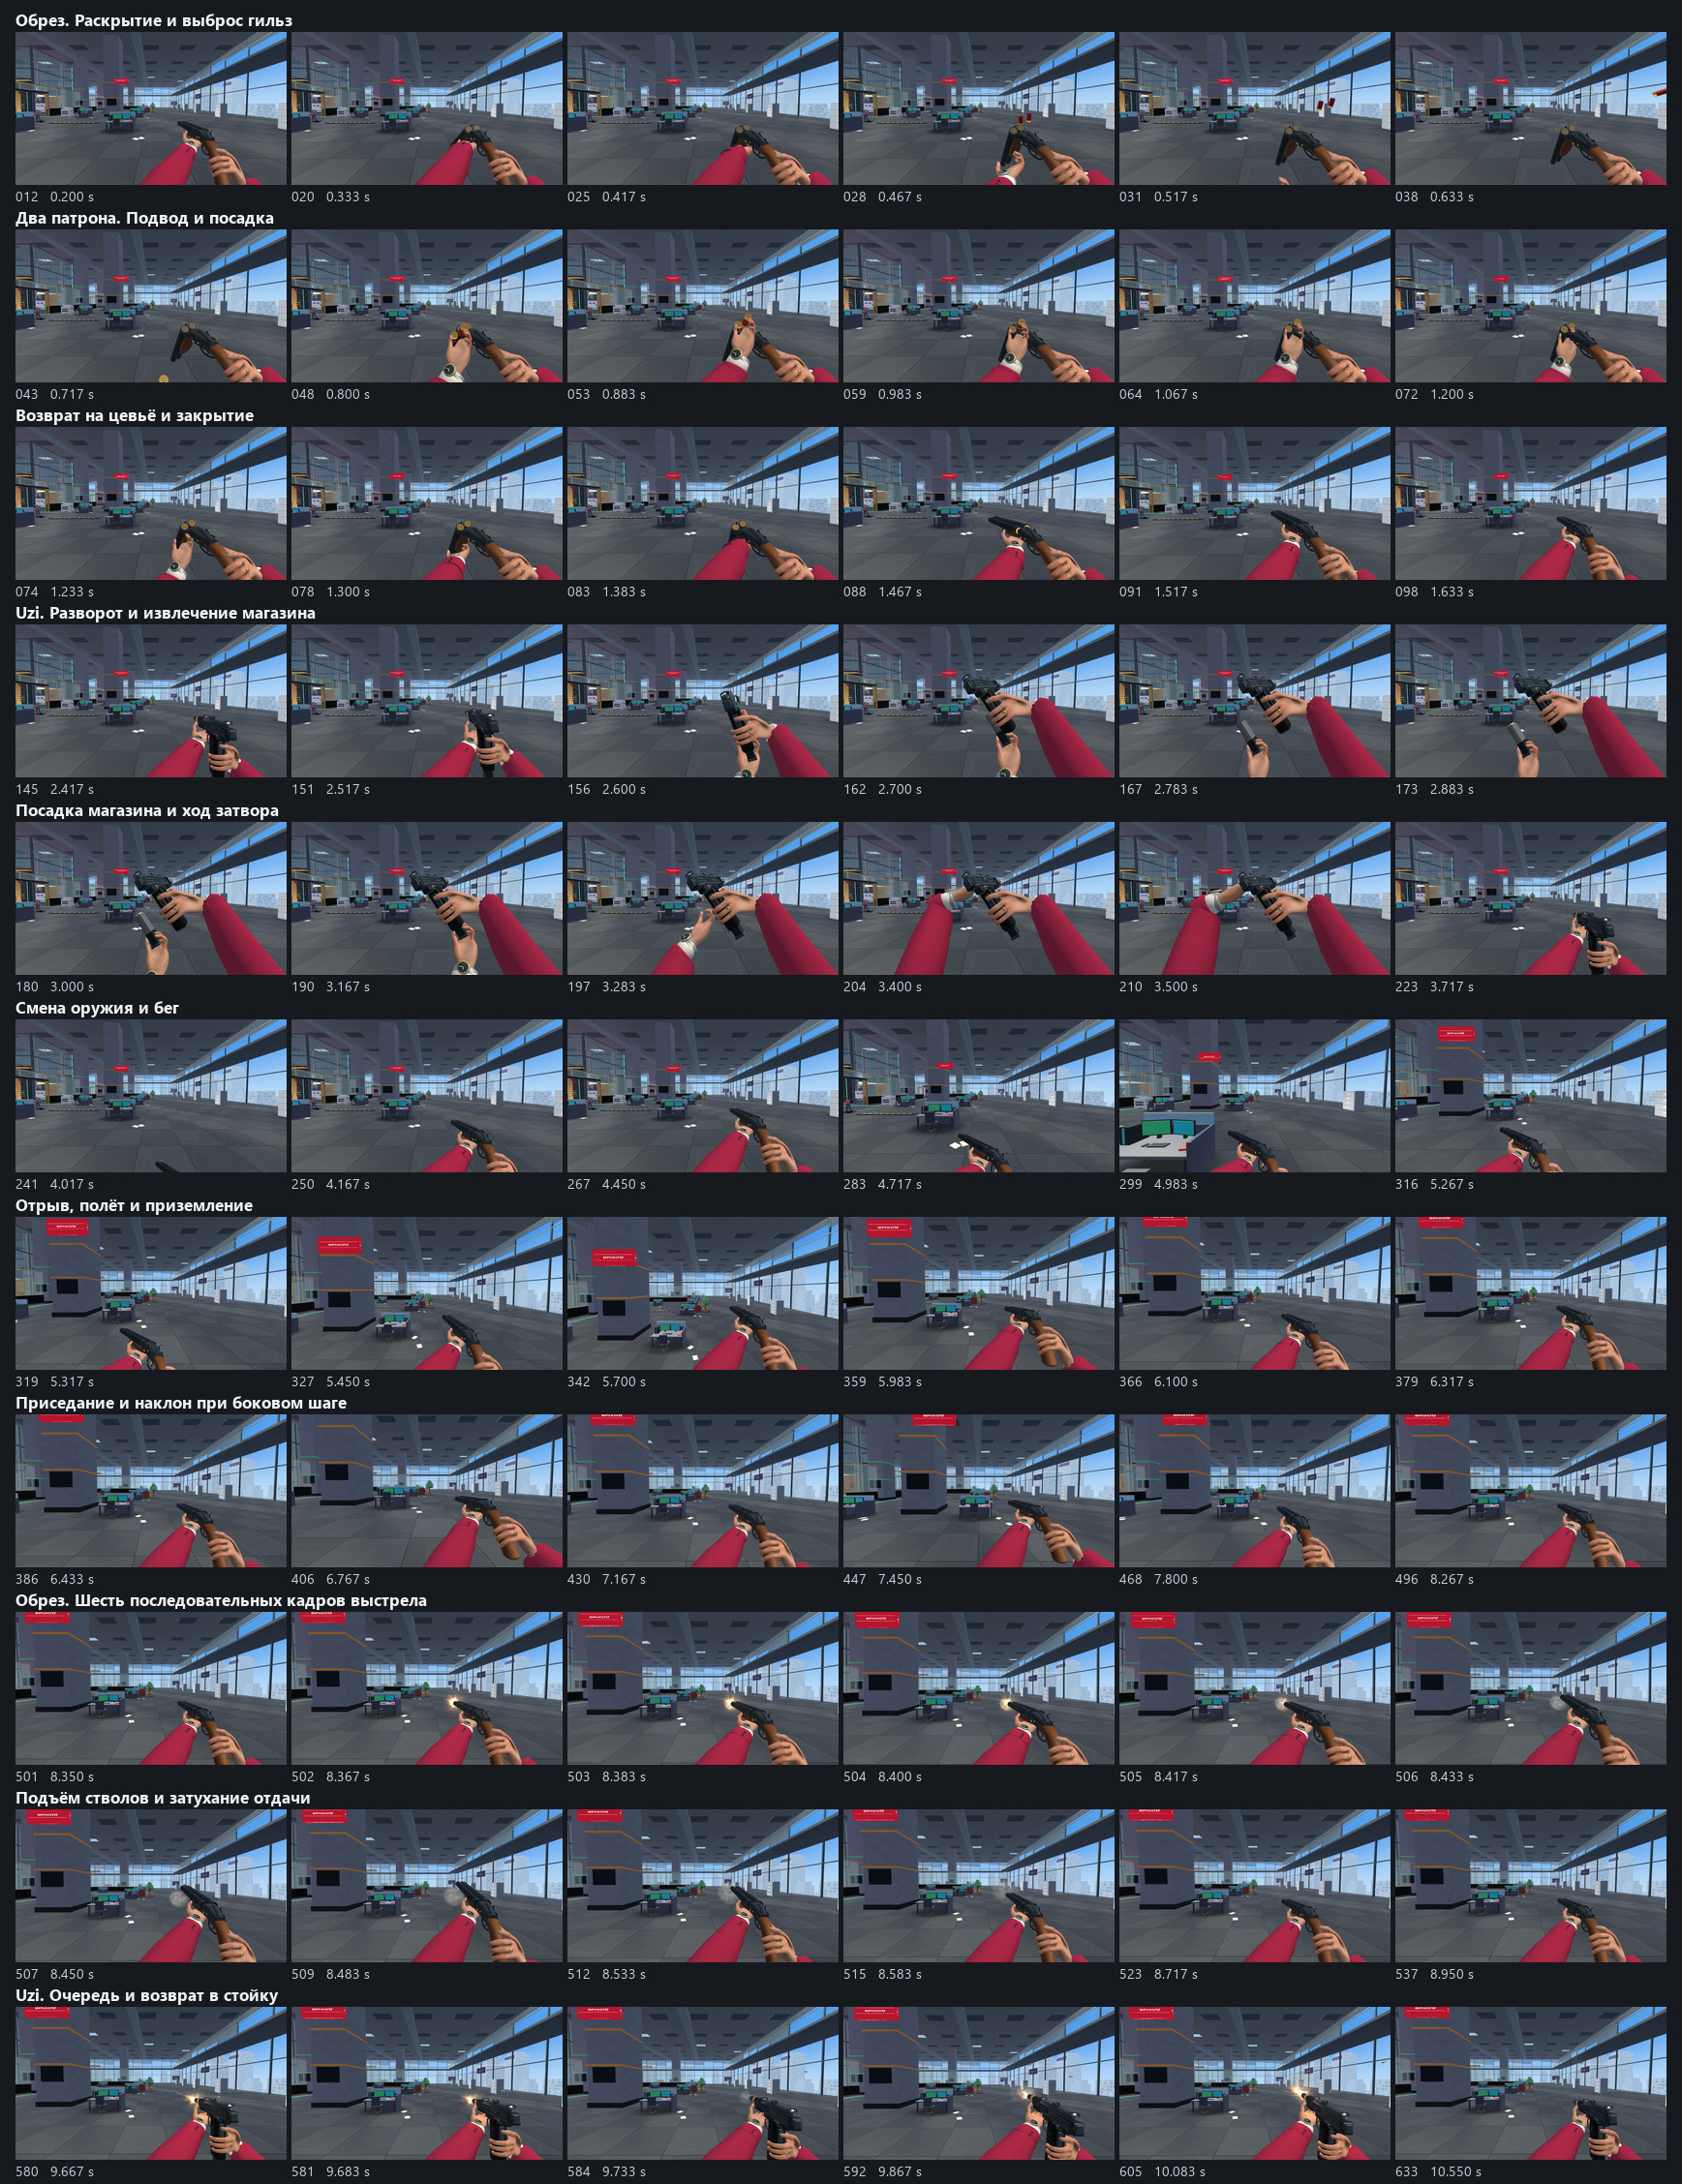 Обрез. Раскрытие и выброс гильз
012 0.200 s 020 0.333 s 025 0.417 s 028 0.467 s 031 0.517 s 038 0.633 s
Два патрона. Подвод и посадка
043 0.717 s 048 0.800 s 053 0.883 s 059 0.983 s 064 1.067 s 072 1.200 s
Возврат на цевьё и закрытие
074 1.233 s 078 1.300 s 083 1.383 s 088 1.467 s 091 1.517 s 098 1.633 s
Uzi. Разворот и извлечение магазина
145 2.417 s 151 2.517 s 156 2.600 s 162 2.700 s 167 2.783 s 173 2.883 s
Посадка магазина и ход затвора
180 3.000 s 190 3.167 s 197 3.283 s 204 3.400 s 210 3.500 s 223 3.717 s
Смена оружия и бег
241 4.017 s 250 4.167 s 267 4.450 s 283 4.717 s 299 4.983 s 316 5.267 s
Отрыв, полёт и приземление
319 5.317 s 327 5.450 s 342 5.700 s 359 5.983 s 366 6.100 s 379 6.317 s
Приседание и наклон при боковом шаге
386 6.433 s 406 6.767 s 430 7.167 s 447 7.450 s 468 7.800 s 496 8.267 s
Обрез. Шесть последовательных кадров выстрела
501 8.350 s 502 8.367 s 503 8.383 s 504 8.400 s 505 8.417 s 506 8.433 s
Подъём стволов и затухание отдачи
507 8.450 s 509 8.483 s 512 8.533 s 515 8.583 s 523 8.717 s 537 8.950 s
Uzi. Очередь и возврат в стойку
580 9.667 s 581 9.683 s 584 9.733 s 592 9.867 s 605 10.083 s 633 10.550 s